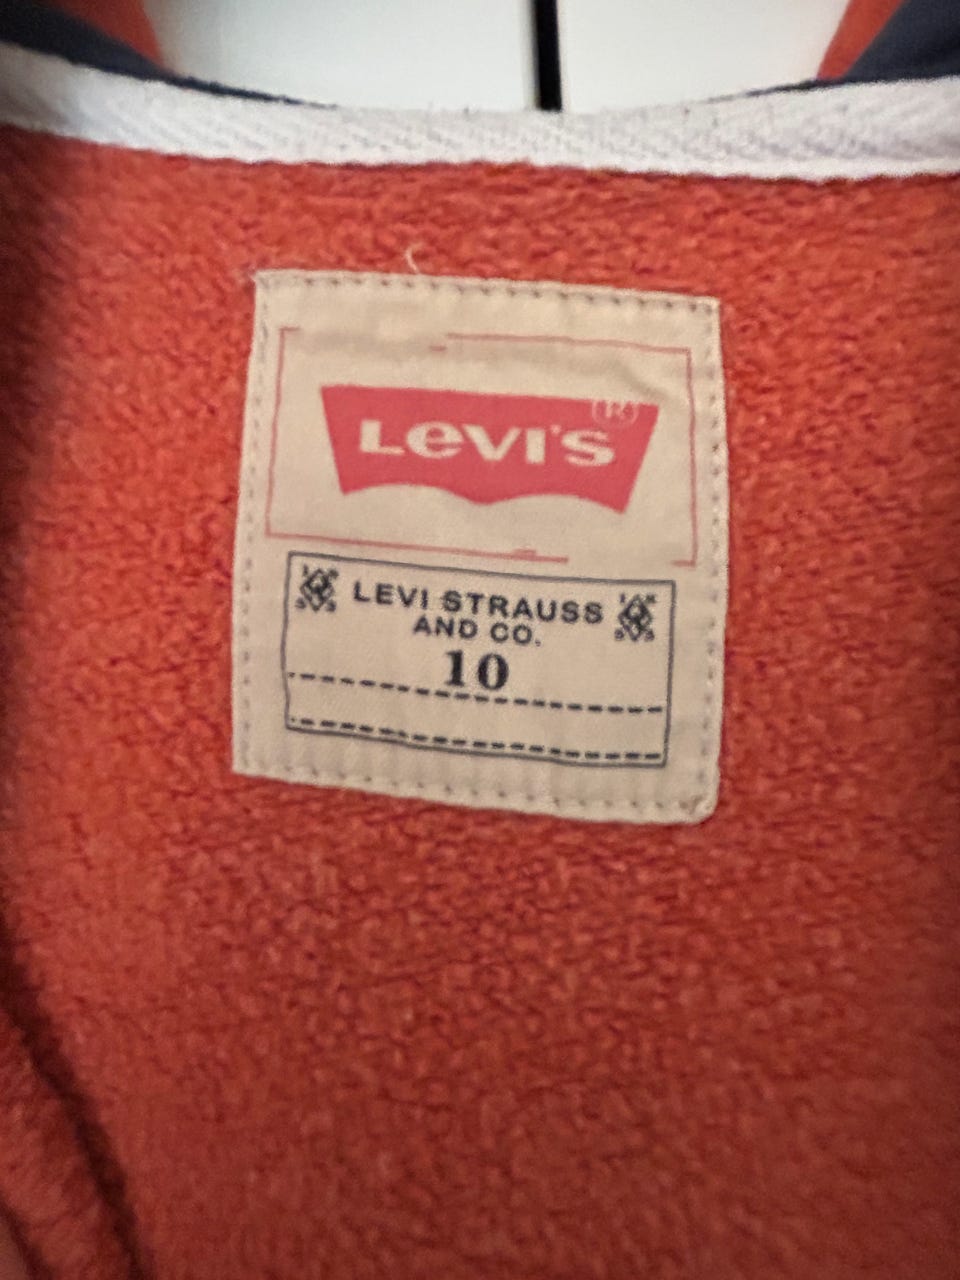 LEVI'S ®
LEVI STRAUSS
AND CO.
10